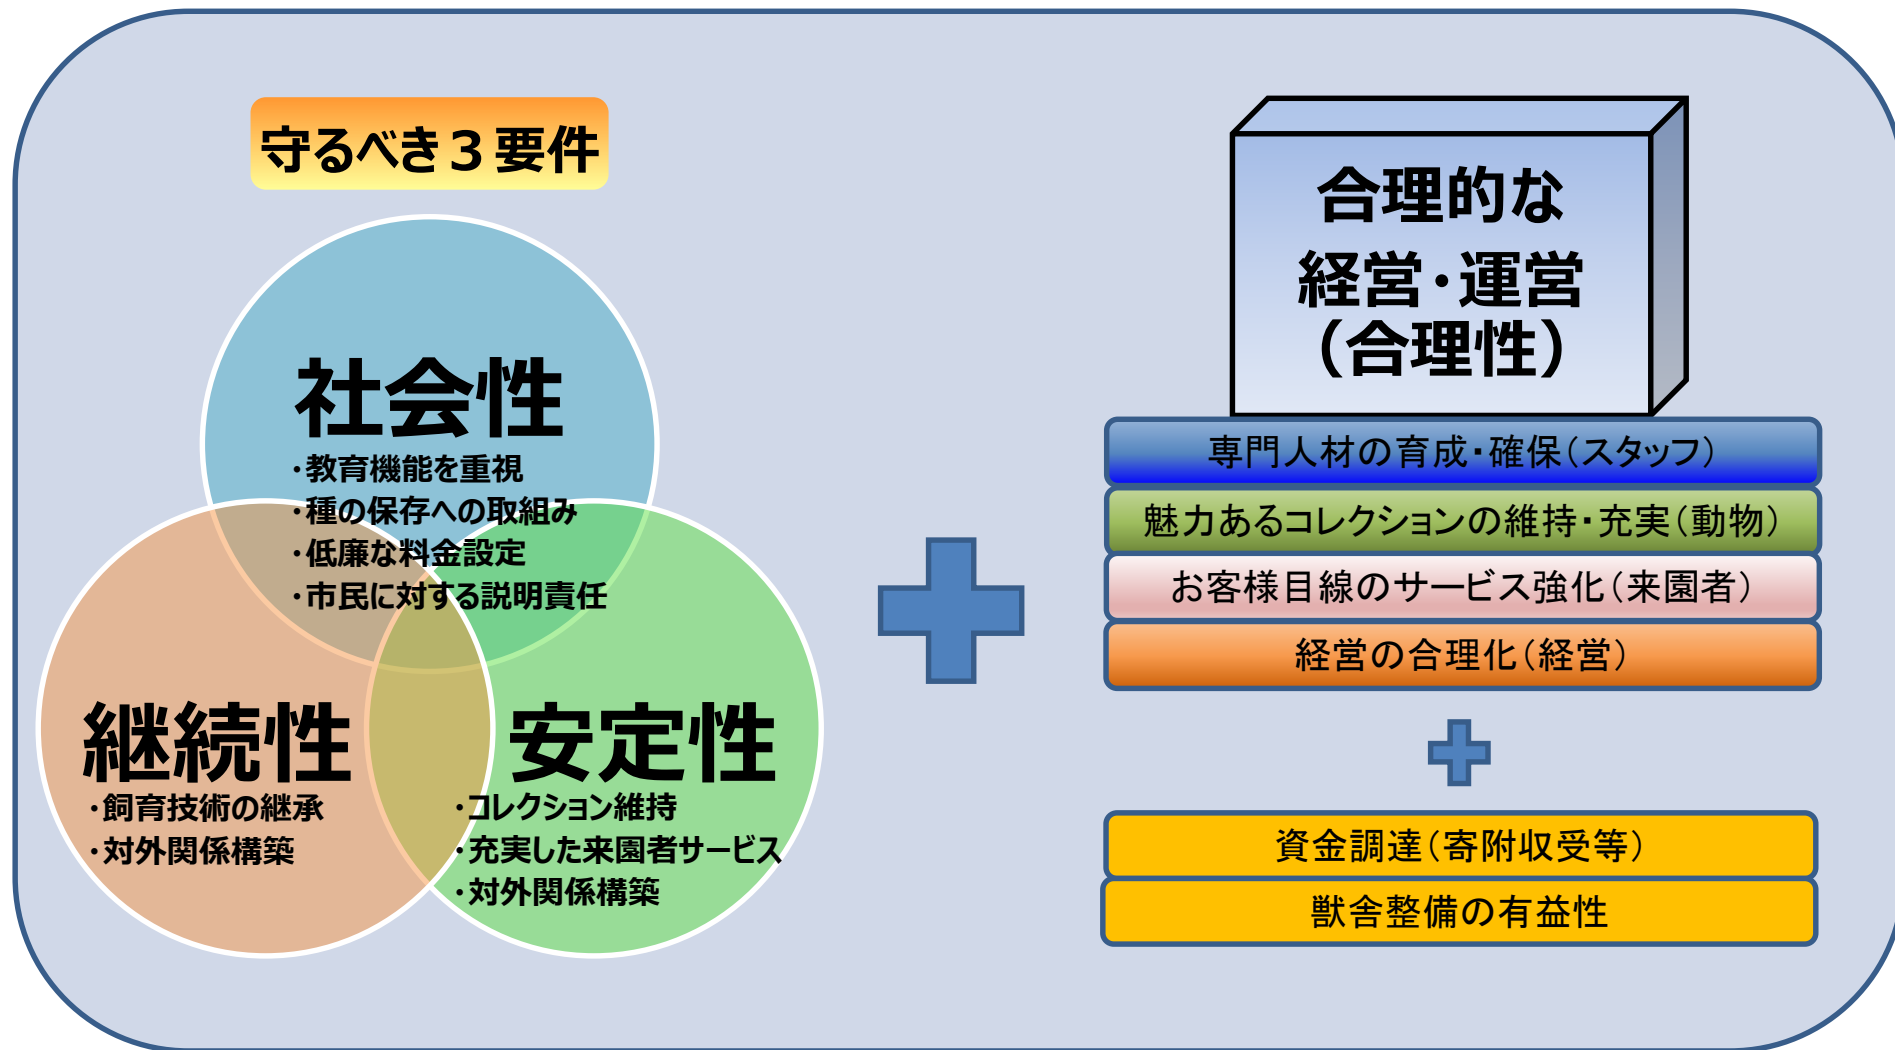 守るべき３要件
社会性
・教育機能を重視
・種の保存への取組み
・低廉な料金設定
・市民に対する説明責任
継続性
・飼育技術の継承
・対外関係構築
安定性
・コレクション維持
・充実した来園者サービス
・対外関係構築
合理的な
経営・運営
（合理性）
専門人材の育成・確保（スタッフ）
魅力あるコレクションの維持・充実（動物）
お客様目線のサービス強化（来園者）
経営の合理化（経営）
資金調達（寄附収受等）
獣舎整備の有益性